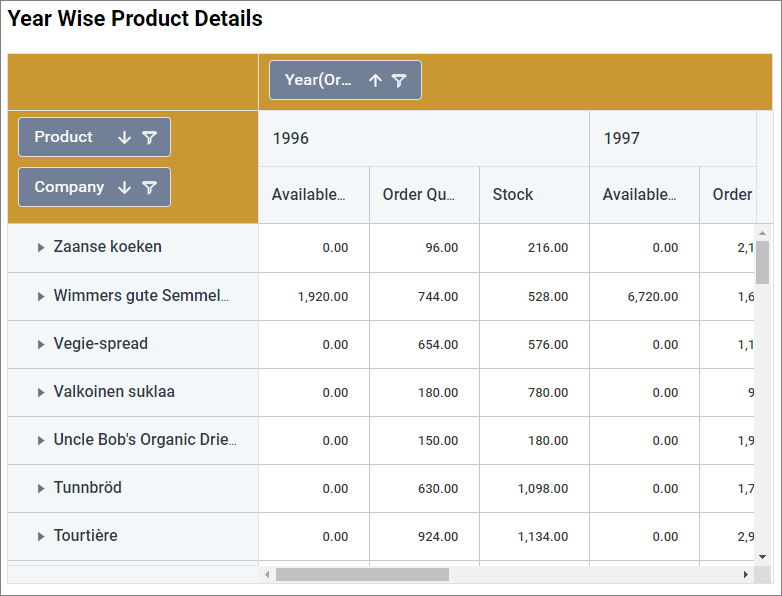 Year Wise Product Details
Year(Or...
Product
Company
1996 1997
Available... Order Qu... Stock Available... Order
Zaanse koeken 0.00 96.00 216.00 0.00 2,1
Wimmers gute Semmel... 1,920.00 744.00 528.00 6,720.00 1,6
Vegie-spread 0.00 654.00 576.00 0.00 1,1
Valkoinen suklaa 0.00 180.00 780.00 0.00 9
Uncle Bob's Organic Drie... 0.00 150.00 180.00 0.00 1,9
Tunnbröd 0.00 630.00 1,098.00 0.00 1,7
Tourtière 0.00 924.00 1,134.00 0.00 2,9